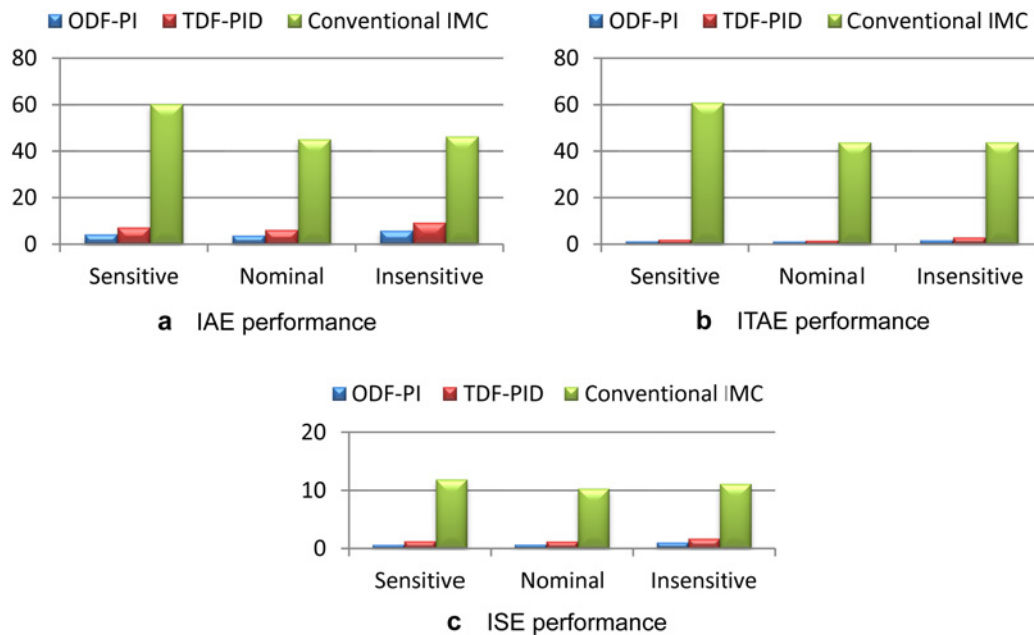 ODF-PI TDF-PID Conventional IMC
80
60
40
20
0
Sensitive Nominal Insensitive
a IAE performance
ODF-PI TDF-PID Conventional IMC
80
60
40
20
0
Sensitive Nominal Insensitive
b ITAE performance
ODF-PI TDF-PID Conventional IMC
20
10
0
Sensitive Nominal Insensitive
c ISE performance